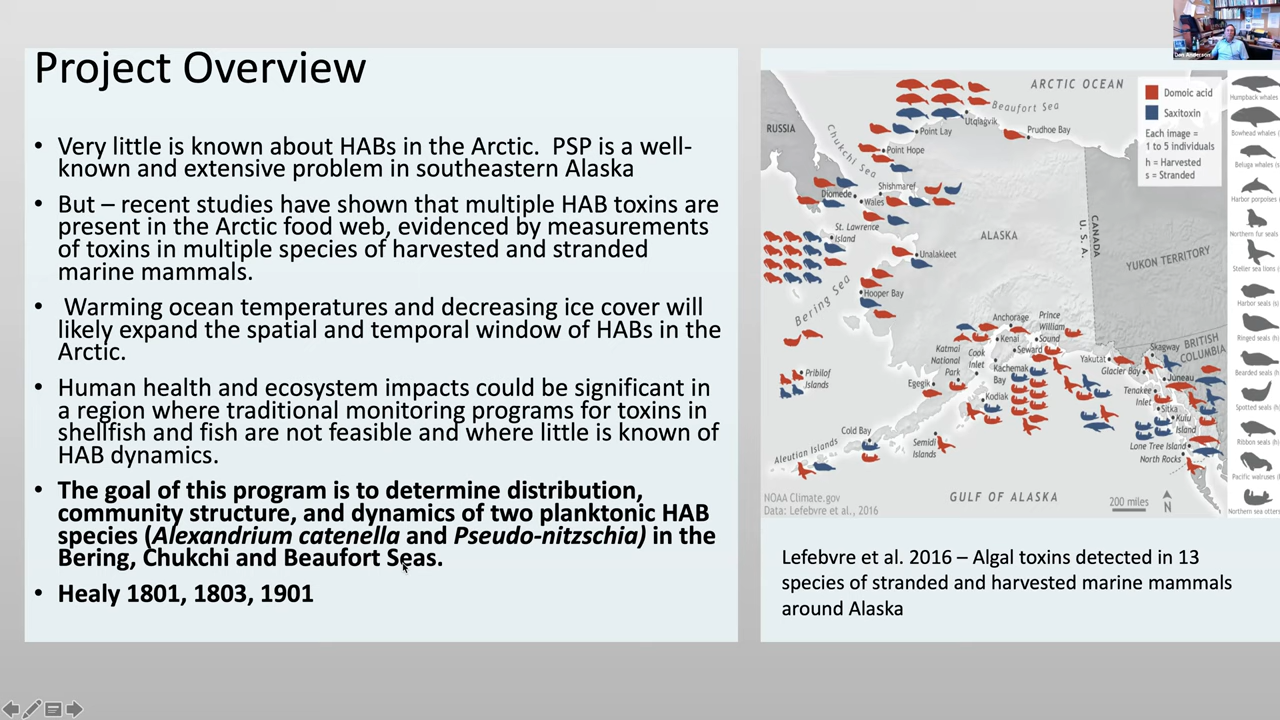 Project Overview
• Very little is known about HABs in the Arctic.  PSP is a well-
known and extensive problem in southeastern Alaska
• But – recent studies have shown that multiple HAB toxins are
present in the Arctic food web, evidenced by measurements
of toxins in multiple species of harvested and stranded
marine mammals.
• Warming ocean temperatures and decreasing ice cover will
likely expand the spatial and temporal window of HABs in the
Arctic.
• Human health and ecosystem impacts could be significant in
a region where traditional monitoring programs for toxins in
shellfish and fish are not feasible and where little is known of
HAB dynamics.
• The goal of this program is to determine distribution,
community structure, and dynamics of two planktonic HAB
species (Alexandrium catenella and Pseudo-nitzschia) in the
Bering, Chukchi and Beaufort Seas.
• Healy 1801, 1803, 1901
Don Anderson
ARCTIC OCEAN
Beaufort Sea
RUSSIA
Chukchi Sea
Utqiagvik
Point Lay
Prudhoe Bay
Point Hope
Shishmaref
Diomede
Wales
St. Lawrence
Island
ALASKA
CANADA
U. S. A.
YUKON TERRITORY
Unalakleet
Bering Sea
Hooper Bay
Anchorage
Prince
William
Sound
Kenai
Seward
Katmai
National
Park
Cook
Inlet
Kachemak
Bay
Yakutat
Skagway
BRITISH
COLUMBIA
Glacier Bay
Juneau
Pribilof
Islands
Egegik
Kodiak
Tenakee
Inlet
Sitka
Kulu
Island
Cold Bay
Semidi
Islands
Lone Tree Island
North Rocks
Aleutian Islands
NOAA Climate.gov
Data: Lefebvre et al., 2016
GULF OF ALASKA
200 miles
N
Domoic acid
Saxitoxin
Each image =
1 to 5 individuals
h = Harvested
s = Stranded
Humpback whales
Bowhead whales (
Beluga whales (s
Harbor porpoises (
Northern fur seals
Steller sea lions (
Harbor seals (s)
Ringed seals (h)
Bearded seals (h
Spotted seals (h)
Ribbon seals (h)
Pacific walruses (
Northern sea otters
Lefebvre et al. 2016 – Algal toxins detected in 13
species of stranded and harvested marine mammals
around Alaska